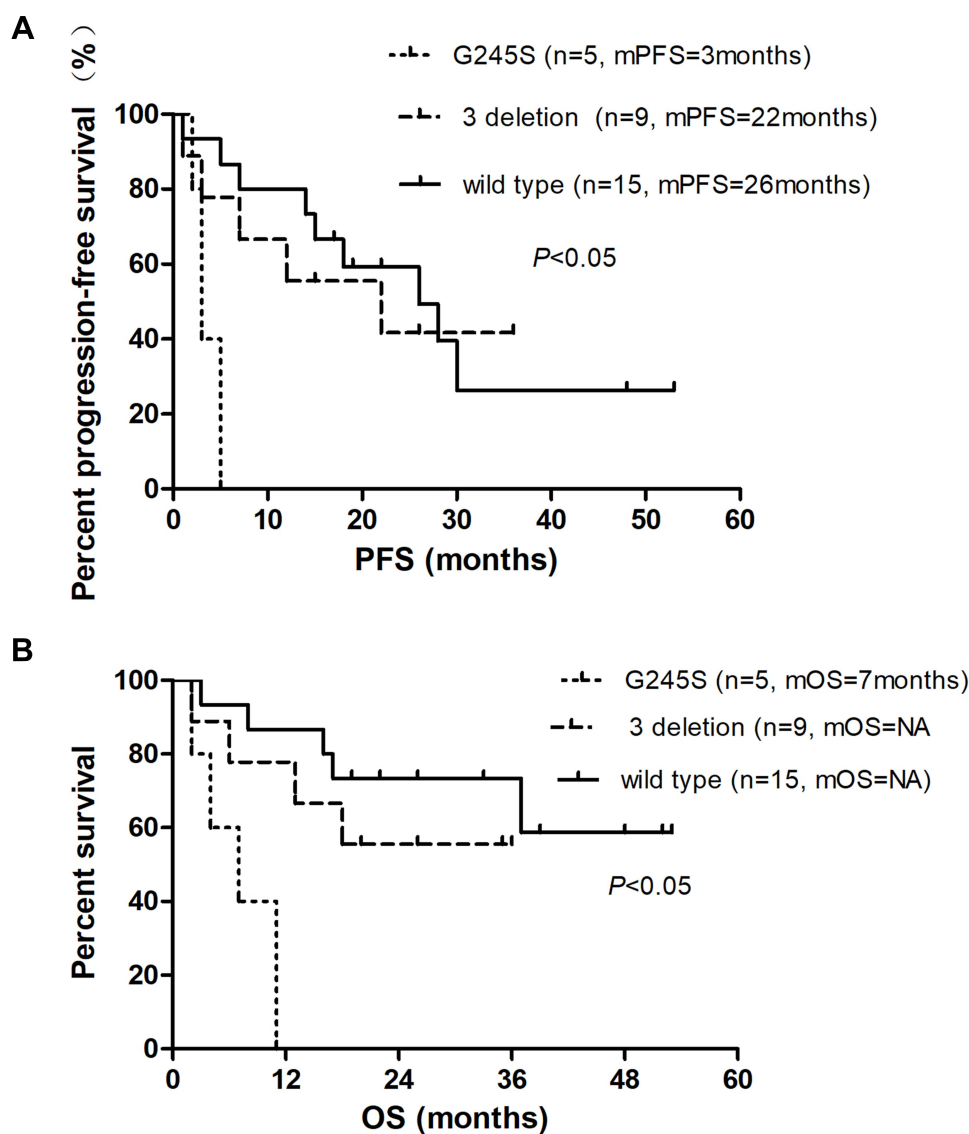 A
Percent progression-free survival （%）
G245S (n=5, mPFS=3months)
3 deletion (n=9, mPFS=22months)
wild type (n=15, mPFS=26months)
P<0.05
100
80
60
40
20
0
0 10 20 30 40 50 60
PFS (months)
B
Percent survival
G245S (n=5, mOS=7months)
3 deletion (n=9, mOS=NA
wild type (n=15, mOS=NA)
P<0.05
100
80
60
40
20
0
0 12 24 36 48 60
OS (months)